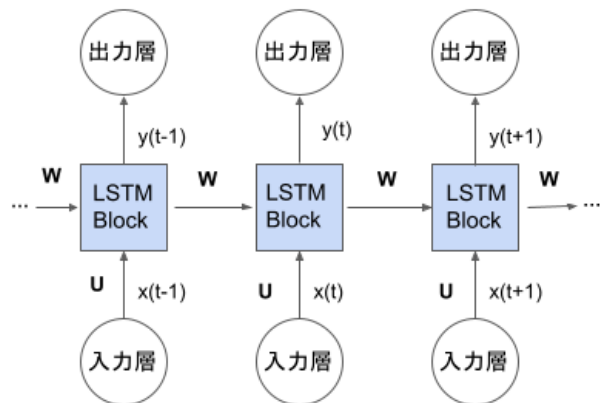 出力層 出力層 出力層
y(t-1) y(t) y(t+1)
W W W W
... LSTM LSTM LSTM ...
Block Block Block
U x(t-1) U x(t) U x(t+1)
入力層 入力層 入力層